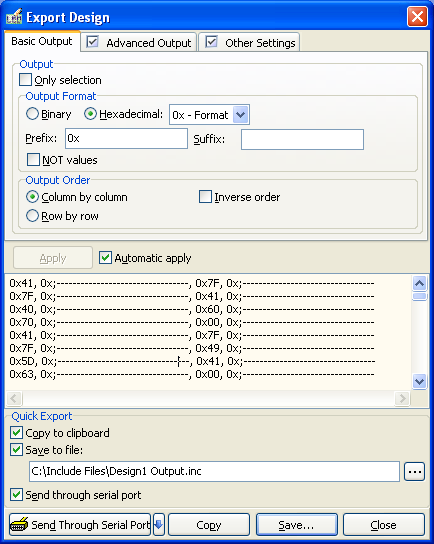 Export Design
Basic Output Advanced Output Other Settings
Output
Only selection
Output Format
Binary Hexadecimal: 0x - Format
Prefix: 0x Suffix:
NOT values
Output Order
Column by column Inverse order
Row by row
Apply Automatic apply
0x41, 0x;--------------------------------, 0x7F, 0x;--------------------------------
0x7F, 0x;--------------------------------, 0x41, 0x;--------------------------------
0x40, 0x;--------------------------------, 0x60, 0x;--------------------------------
0x70, 0x;--------------------------------, 0x00, 0x;--------------------------------
0x41, 0x;--------------------------------, 0x7F, 0x;--------------------------------
0x7F, 0x;--------------------------------, 0x49, 0x;--------------------------------
0x5D, 0x;--------------------------------, 0x41, 0x;--------------------------------
0x63, 0x;--------------------------------, 0x00, 0x;--------------------------------
Quick Export
Copy to clipboard
Save to file:
C:\Include Files\Design1 Output.inc ...
Send through serial port
Send Through Serial Port Copy Save... Close